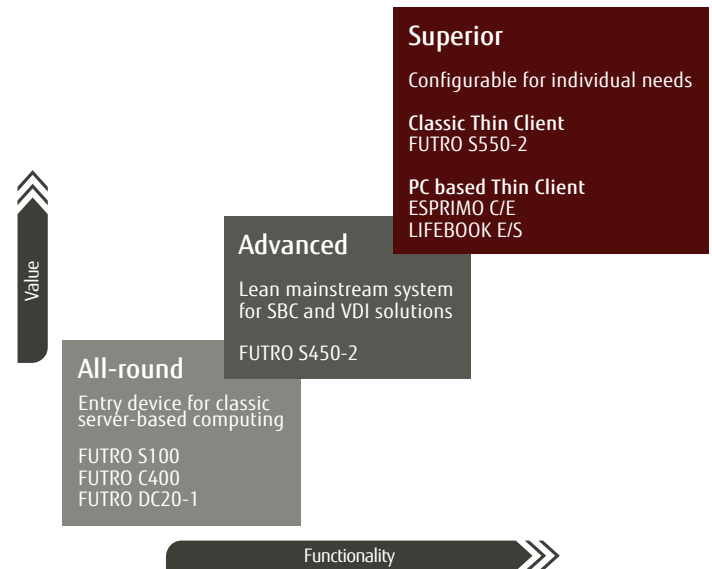 Superior
Configurable for individual needs
Classic Thin Client
FUTRO S550-2
PC based Thin Client
ESPRIMO C/E
LIFEBOOK E/S
Advanced
Lean mainstream system
for SBC and VDI solutions
FUTRO S450-2
All-round
Entry device for classic
server-based computing
FUTRO S100
FUTRO C400
FUTRO DC20-1
Value
Functionality